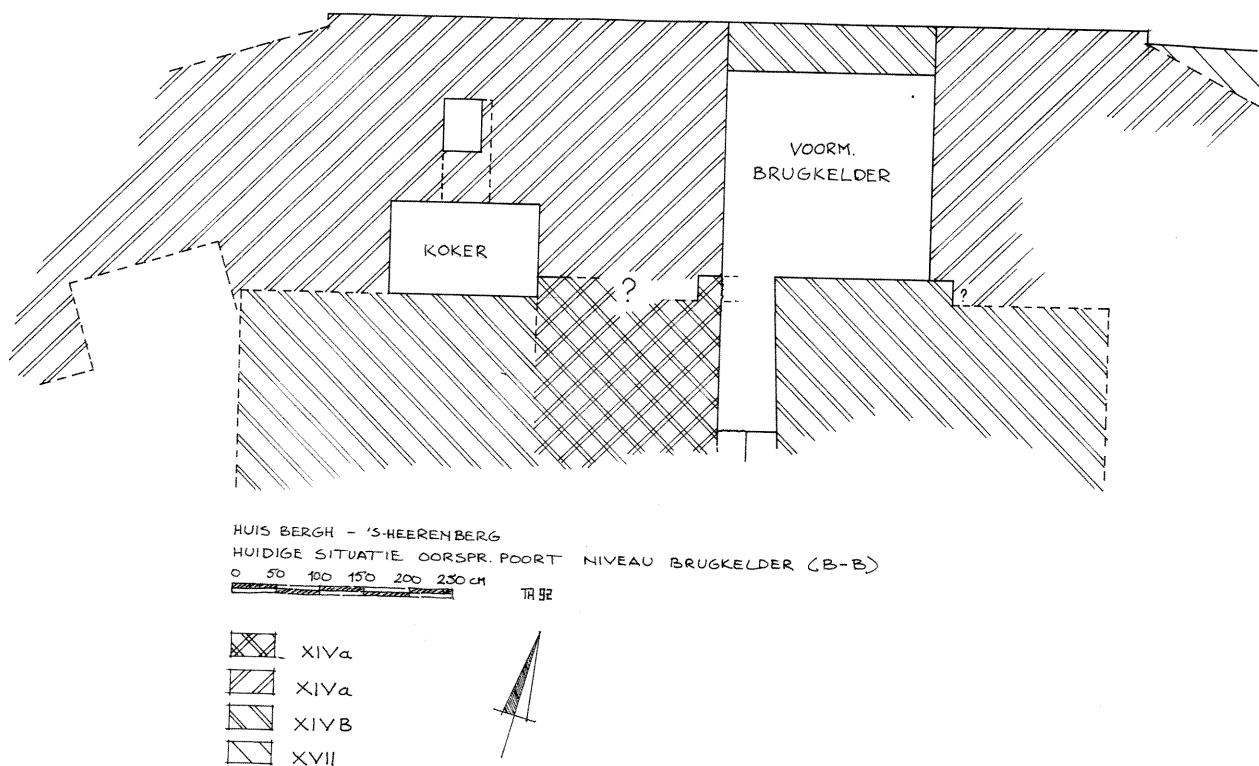 VOORM.
BRUGKELDER
KOKER
?
?
HUIS BERGH - 'S-HEERENBERG
HUIDIGE SITUATIE OORSPR. POORT NIVEAU BRUGKELDER (B-B)
0 50 100 150 200 250 CM
TH 92
XIVa
XIVa
XIVB
XVII